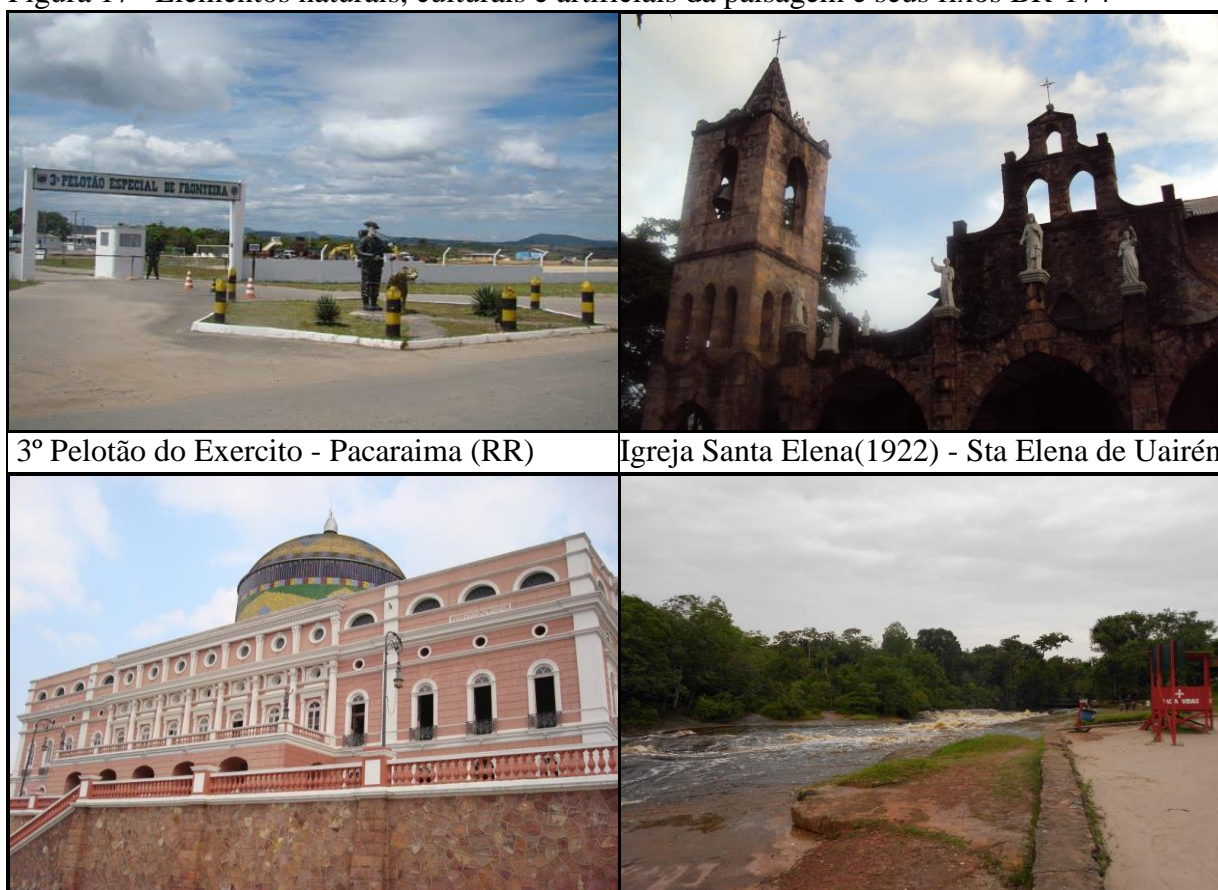 Figura 17 - Elementos naturais, culturais e artificiais da paisagem e seus fixos BR-174
3º PELOTÃO ESPECIAL DE FRONTEIRA
3º Pelotão do Exercito - Pacaraima (RR)
Igreja Santa Elena(1922) - Sta Elena de Uairén
VIDAS